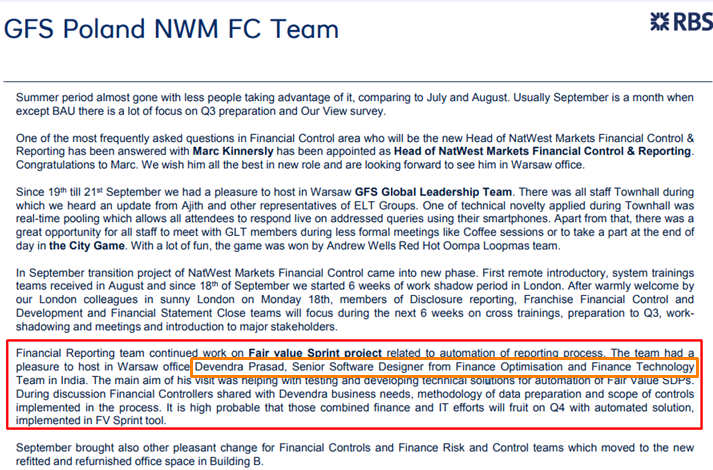 GFS Poland NWM FC Team
RBS
Summer period almost gone with less people taking advantage of it, comparing to July and August. Usually September is a month when
except BAU there is a lot of focus on Q3 preparation and Our View survey.
One of the most frequently asked questions in Financial Control area who will be the new Head of NatWest Markets Financial Control &
Reporting has been answered with Marc Kinnersly has been appointed as Head of NatWest Markets Financial Control & Reporting.
Congratulations to Marc. We wish him all the best in new role and are looking forward to see him in Warsaw office.
Since 19th till 21st September we had a pleasure to host in Warsaw GFS Global Leadership Team. There was all staff Townhall during
which we heard an update from Ajith and other representatives of ELT Groups. One of technical novelty applied during Townhall was
real-time pooling which allows all attendees to respond live on addressed queries using their smartphones. Apart from that, there was a
great opportunity for all staff to meet with GLT members during less formal meetings like Coffee sessions or to take a part at the end of
day in the City Game. With a lot of fun, the game was won by Andrew Wells Red Hot Oompa Loopmas team.
In September transition project of NatWest Markets Financial Control came into new phase. First remote introductory, system trainings
teams received in August and since 18th of September we started 6 weeks of work shadow period in London. After warmly welcome by
our London colleagues in sunny London on Monday 18th, members of Disclosure reporting, Franchise Financial Control and
Development and Financial Statement Close teams will focus during the next 6 weeks on cross trainings, preparation to Q3, work-
shadowing and meetings and introduction to major stakeholders.
Financial Reporting team continued work on Fair value Sprint project related to automation of reporting process. The team had a
pleasure to host in Warsaw office Devendra Prasad, Senior Software Designer from Finance Optimisation and Finance Technology
Team in India. The main aim of his visit was helping with testing and developing technical solutions for automation of Fair Value SDPs.
During discussion Financial Controllers shared with Devendra business needs, methodology of data preparation and scope of controls
implemented in the process. It is high probable that those combined finance and IT efforts will fruit on Q4 with automated solution,
implemented in FV Sprint tool.
September brought also other pleasant change for Financial Controls and Finance Risk and Control teams which moved to the new
refitted and refurnished office space in Building B.